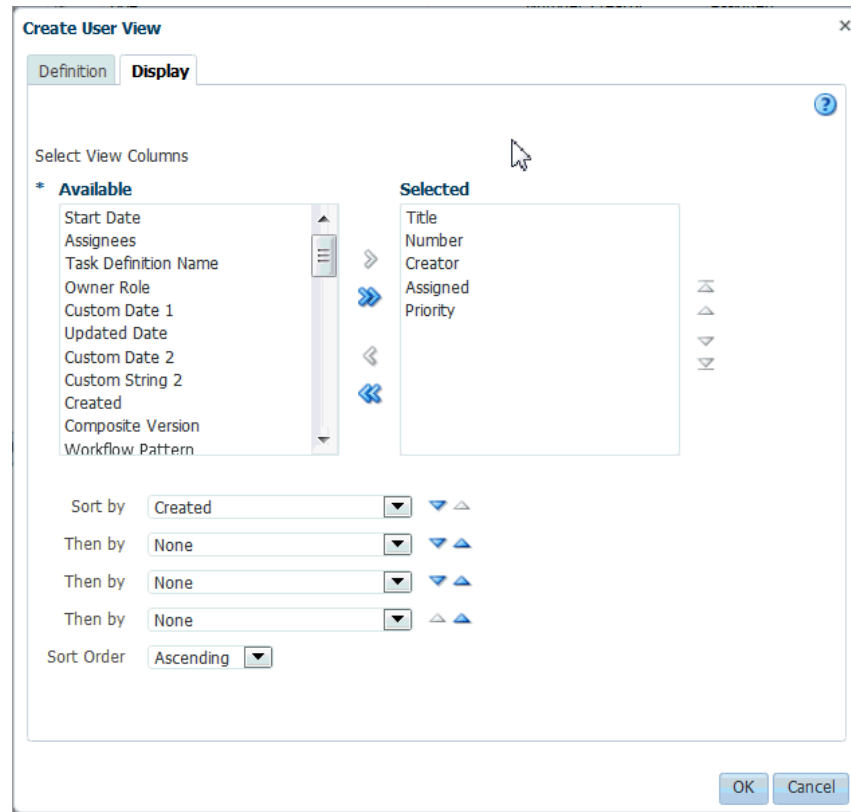 Create User View
Definition Display
Select View Columns
* Available
Start Date
Assignees
Task Definition Name
Owner Role
Custom Date 1
Updated Date
Custom Date 2
Custom String 2
Created
Composite Version
Workflow Pattern
Selected
Title
Number
Creator
Assigned
Priority
Sort by Created
Then by None
Then by None
Then by None
Sort Order Ascending
OK Cancel